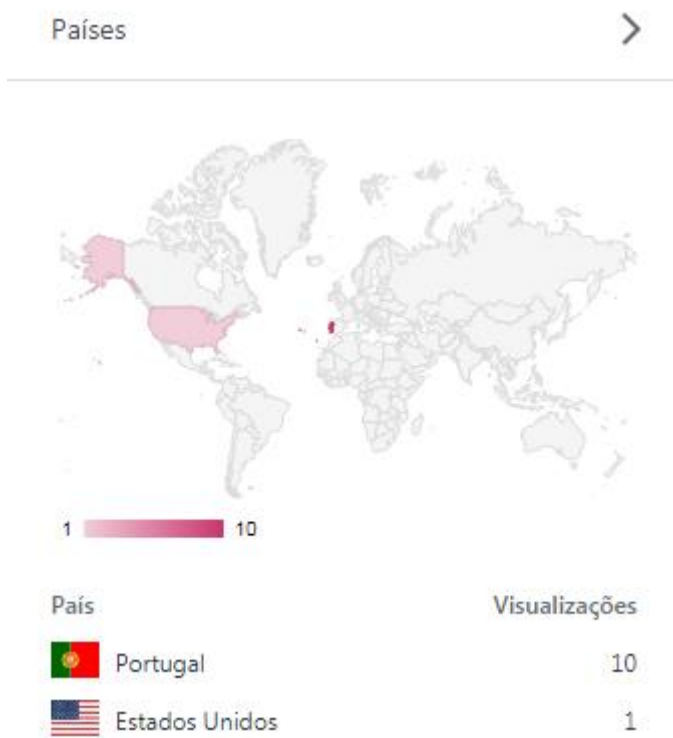 Países
1 10
País Visualizações
Portugal 10
Estados Unidos 1